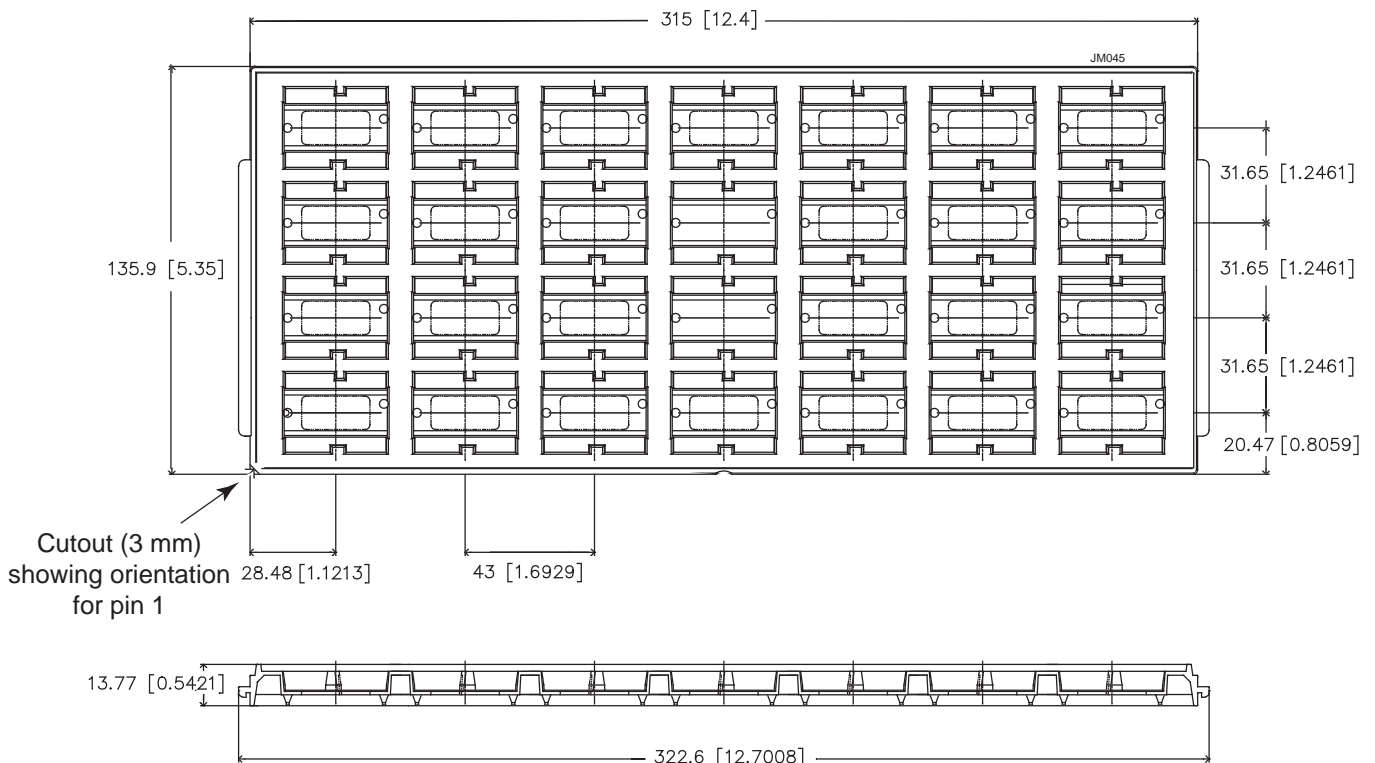 315 [12.4]
JM045
31.65 [1.2461]
135.9 [5.35]
31.65 [1.2461]
31.65 [1.2461]
20.47 [0.8059]
Cutout (3 mm)
showing orientation
for pin 1
28.48 [1.1213]
43 [1.6929]
13.77 [0.5421]
322.6 [12.7008]